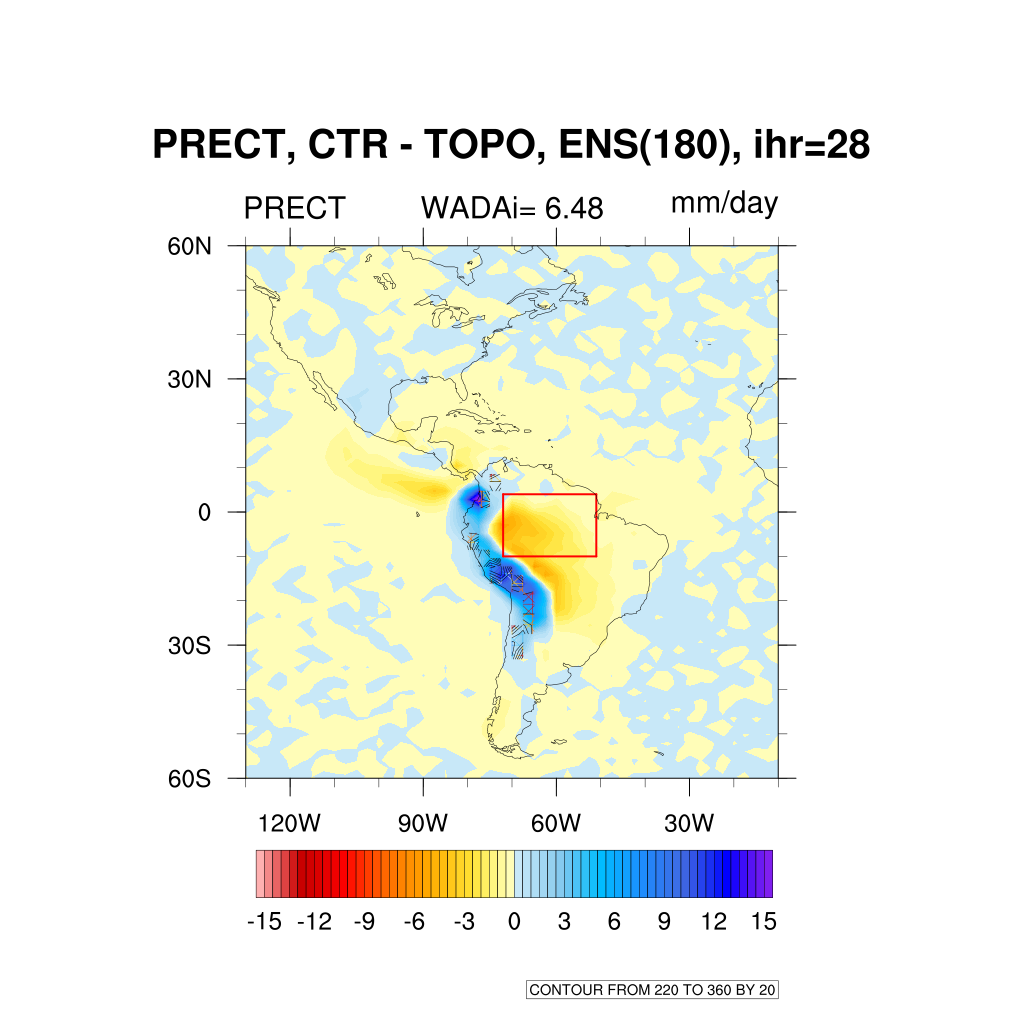 PRECT, CTR - TOPO, ENS(180), ihr=28
PRECT WADAi= 6.48 mm/day
60N
30N
0
30S
60S
120W 90W 60W 30W
-15 -12 -9 -6 -3 0 3 6 9 12 15
CONTOUR FROM 220 TO 360 BY 20